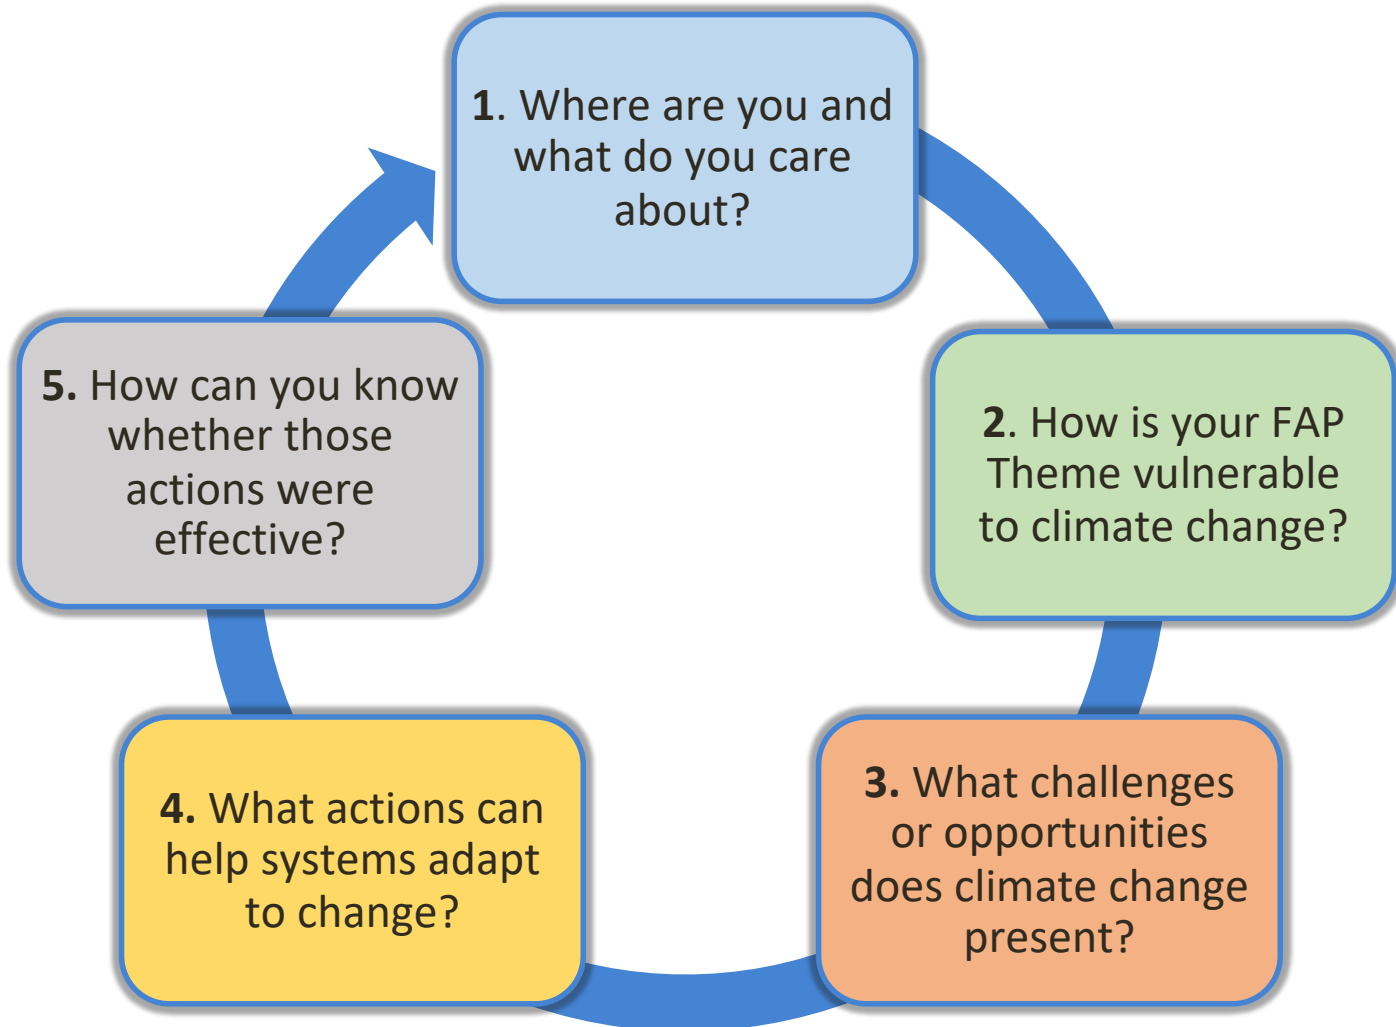 1. Where are you and
what do you care
about?
2. How is your FAP
Theme vulnerable
to climate change?
3. What challenges
or opportunities
does climate change
present?
4. What actions can
help systems adapt
to change?
5. How can you know
whether those
actions were
effective?